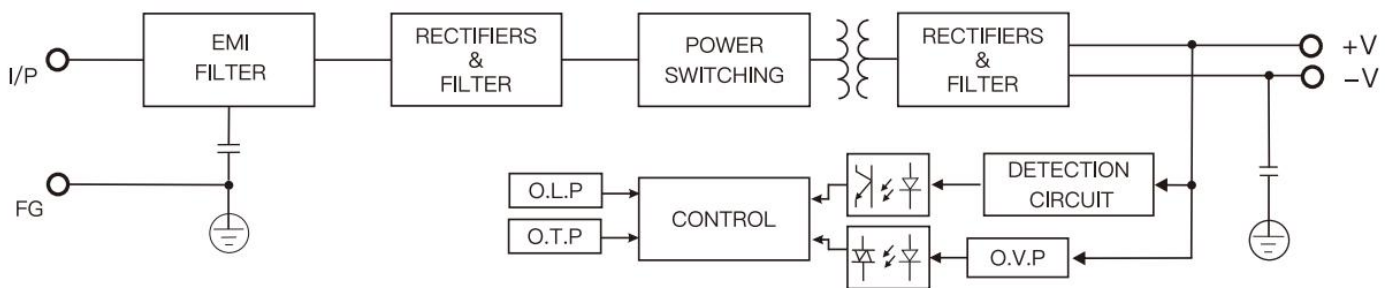 I/P
EMI
FILTER
RECTIFIERS
&
FILTER
POWER
SWITCHING
RECTIFIERS
&
FILTER
+V
-V
FG
O.L.P
O.T.P
CONTROL
DETECTION
CIRCUIT
O.V.P